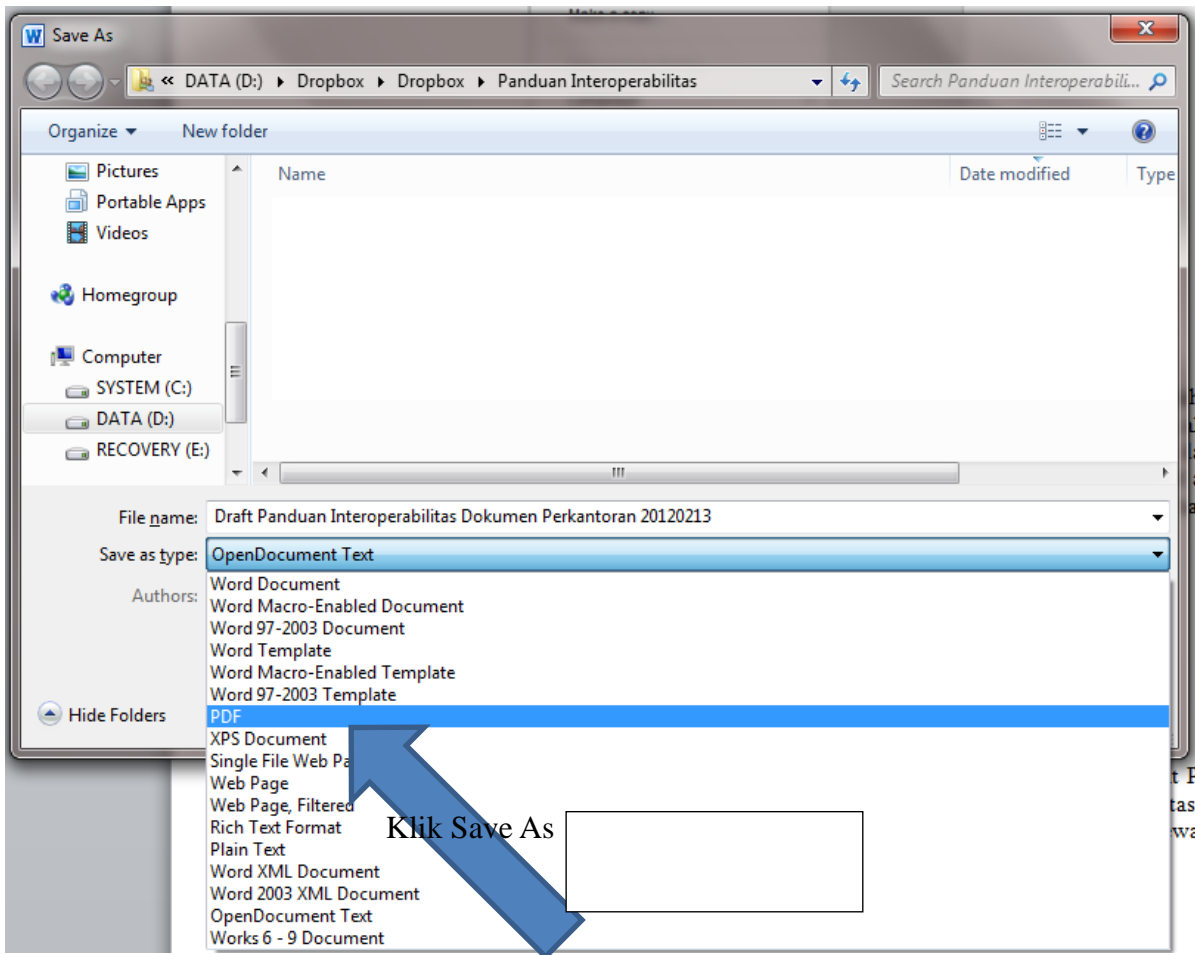 Save As
« DATA (D:) ▸ Dropbox ▸ Dropbox ▸ Panduan Interoperabilitas
Search Panduan Interoperabili...
Organize
New folder
Name
Date modified
Type
Pictures
Portable Apps
Videos
Homegroup
Computer
SYSTEM (C:)
DATA (D:)
RECOVERY (E:)
File name: Draft Panduan Interoperabilitas Dokumen Perkantoran 20120213
Save as type: OpenDocument Text
Authors:
Word Document
Word Macro-Enabled Document
Word 97-2003 Document
Word Template
Word Macro-Enabled Template
Word 97-2003 Template
PDF
XPS Document
Single File Web Pa
Web Page
Web Page, Filtered
Rich Text Format
Plain Text
Word XML Document
Word 2003 XML Document
OpenDocument Text
Works 6 - 9 Document
Hide Folders
Klik Save As